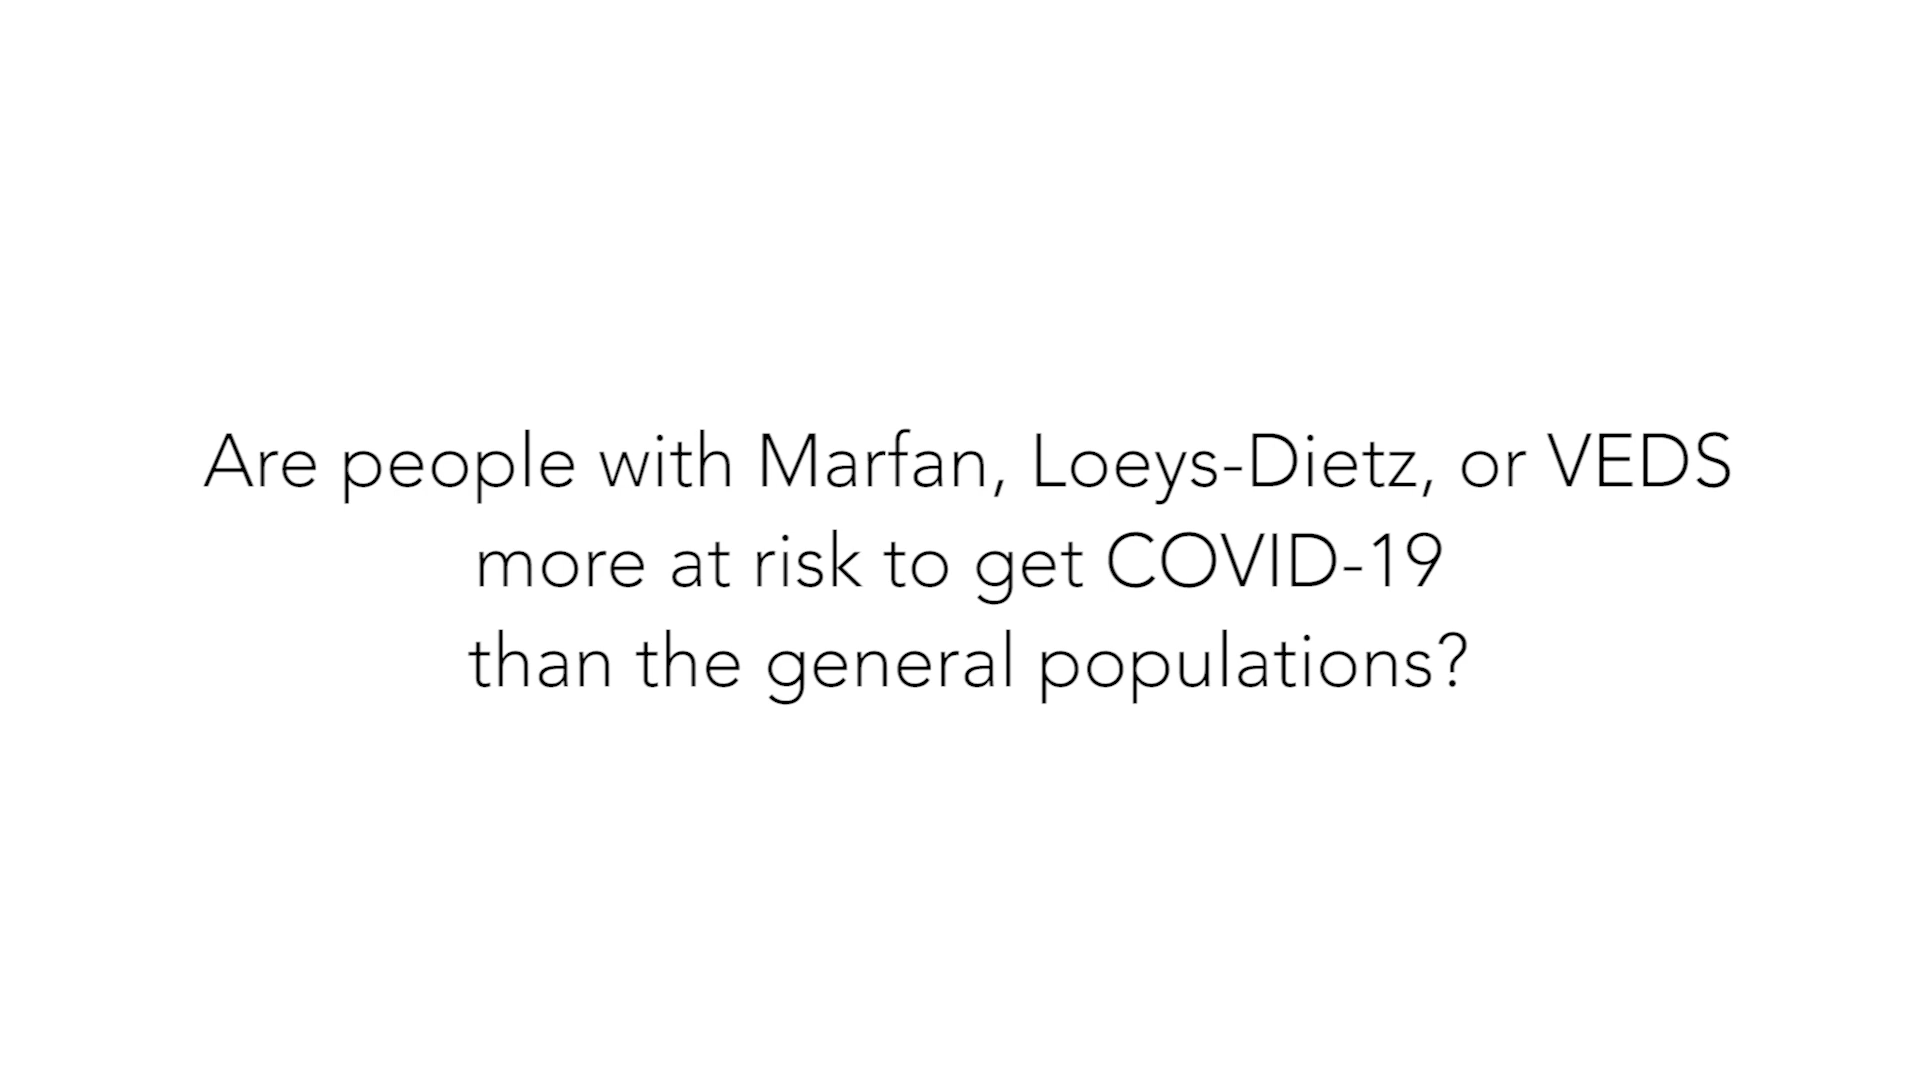 Are people with Marfan, Loeys-Dietz, or VEDS
more at risk to get COVID-19
than the general populations?